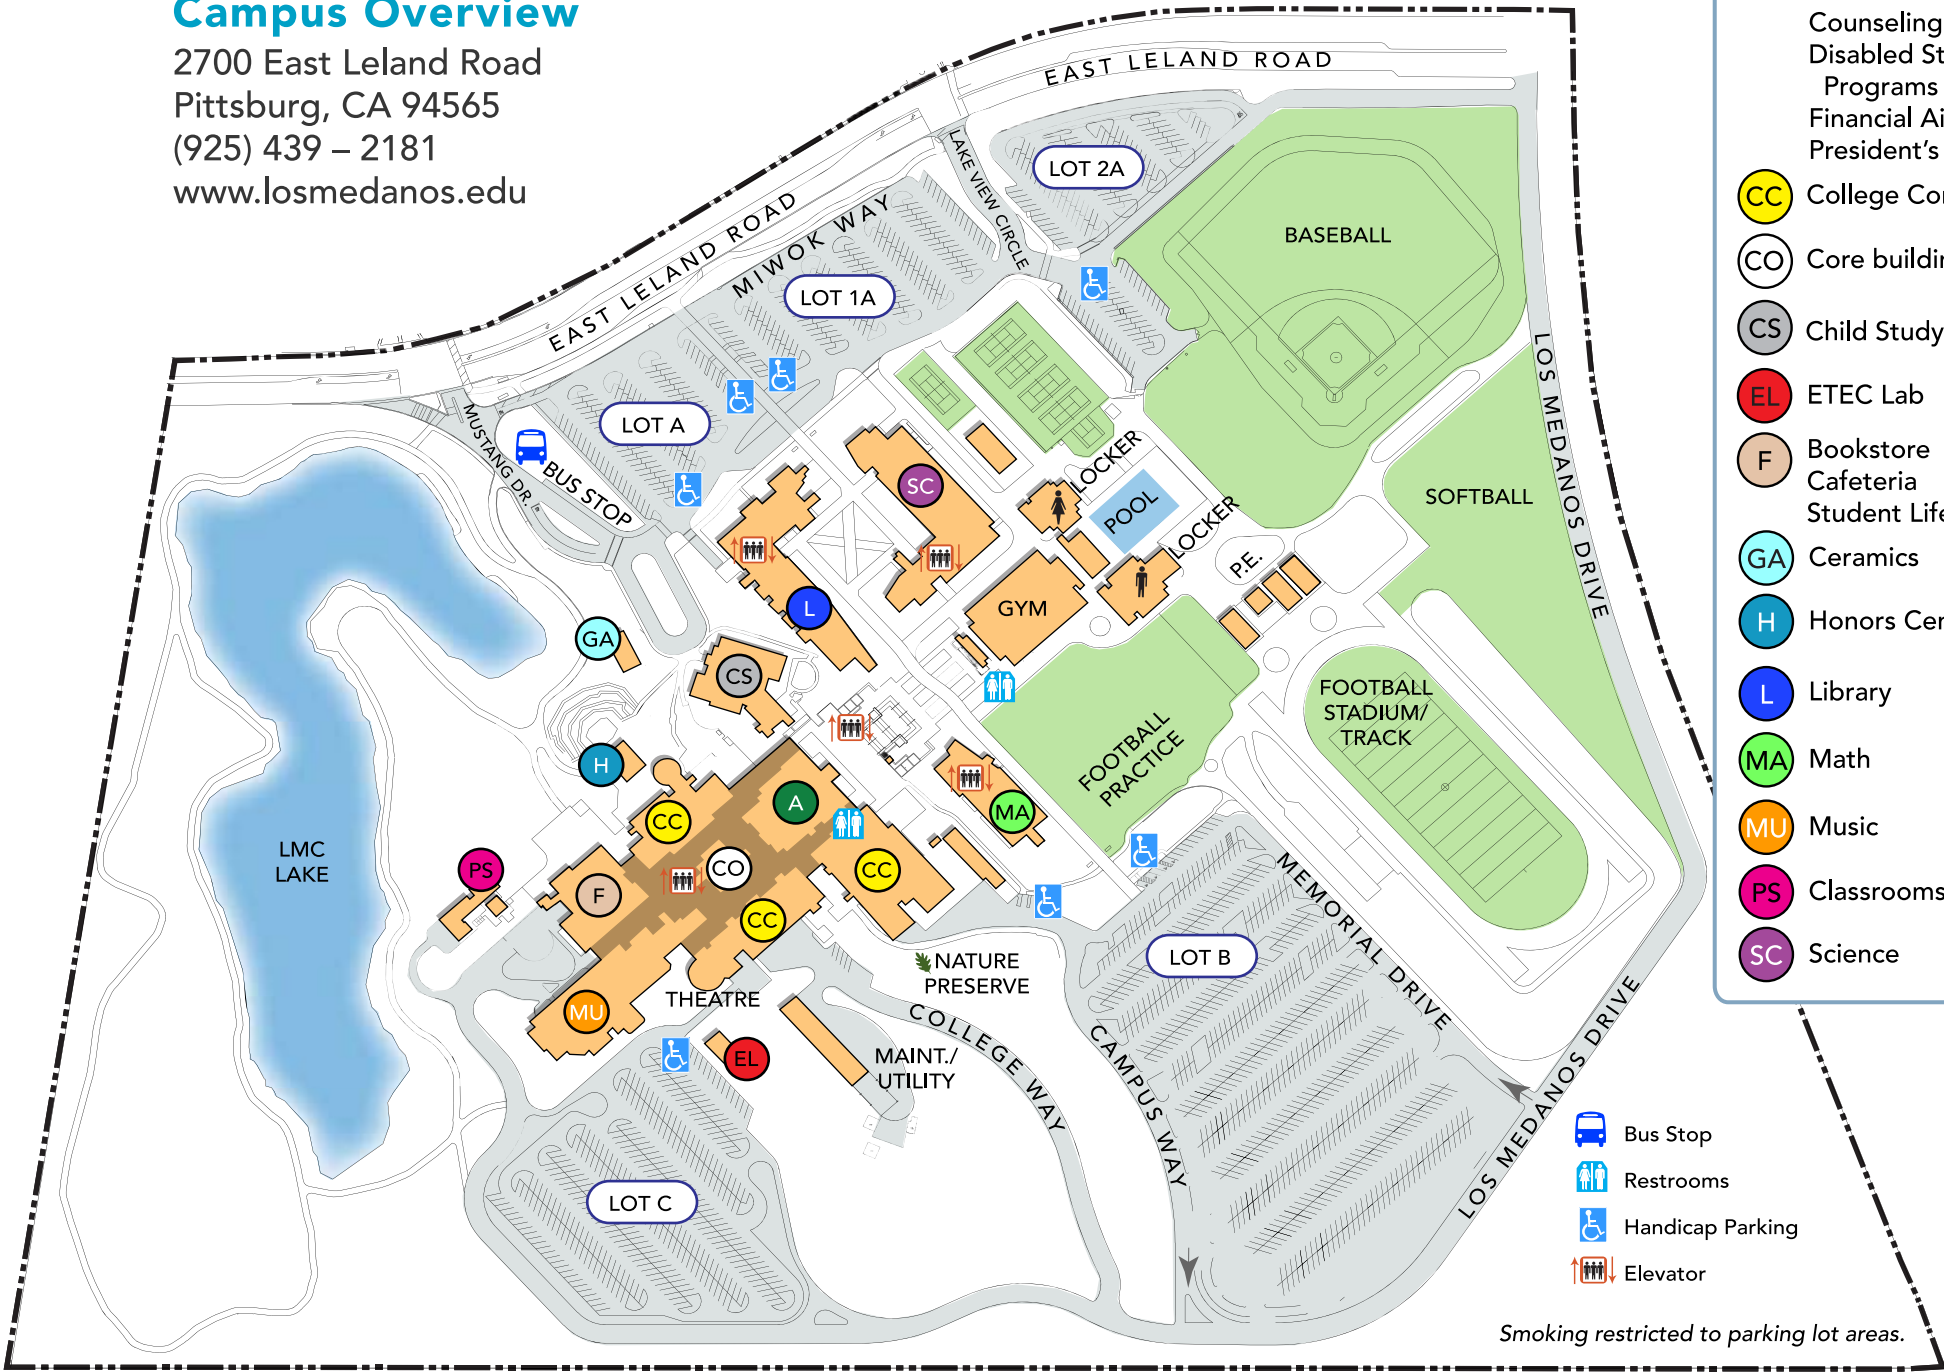 Campus Overview
2700 East Leland Road
Pittsburg, CA 94565
(925) 439 – 2181
www.losmedanos.edu
EAST LELAND ROAD
EAST LELAND ROAD
MIWOK WAY
LAKE VIEW CIRCLE
LOT 2A
LOT 1A
LOT A
BASEBALL
MUSTANG DR.
BUS STOP
LOS MEDANOS DRIVE
SOFTBALL
SC
LOCKER
POOL
LOCKER
P.E.
GYM
L
GA
CS
FOOTBALL
STADIUM/
TRACK
FOOTBALL
PRACTICE
H
A
CC
MA
LMC
LAKE
PS
CO
CC
F
CC
MEMORIAL DRIVE
LOT B
NATURE
PRESERVE
THEATRE
MU
COLLEGE WAY
CAMPUS WAY
EL
MAINT./
UTILITY
LOS MEDANOS DRIVE
LOT C
Counseling
Disabled
Programs
Financial
President's
CC College
CO Core
CS Child Study
EL ETEC Lab
F Bookstore
Cafeteria
Student
GA Ceramics
H Honors
L Library
MA Math
MU Music
PS Classrooms
SC Science
Bus Stop
Restrooms
Handicap Parking
Elevator
Smoking restricted to parking lot areas.